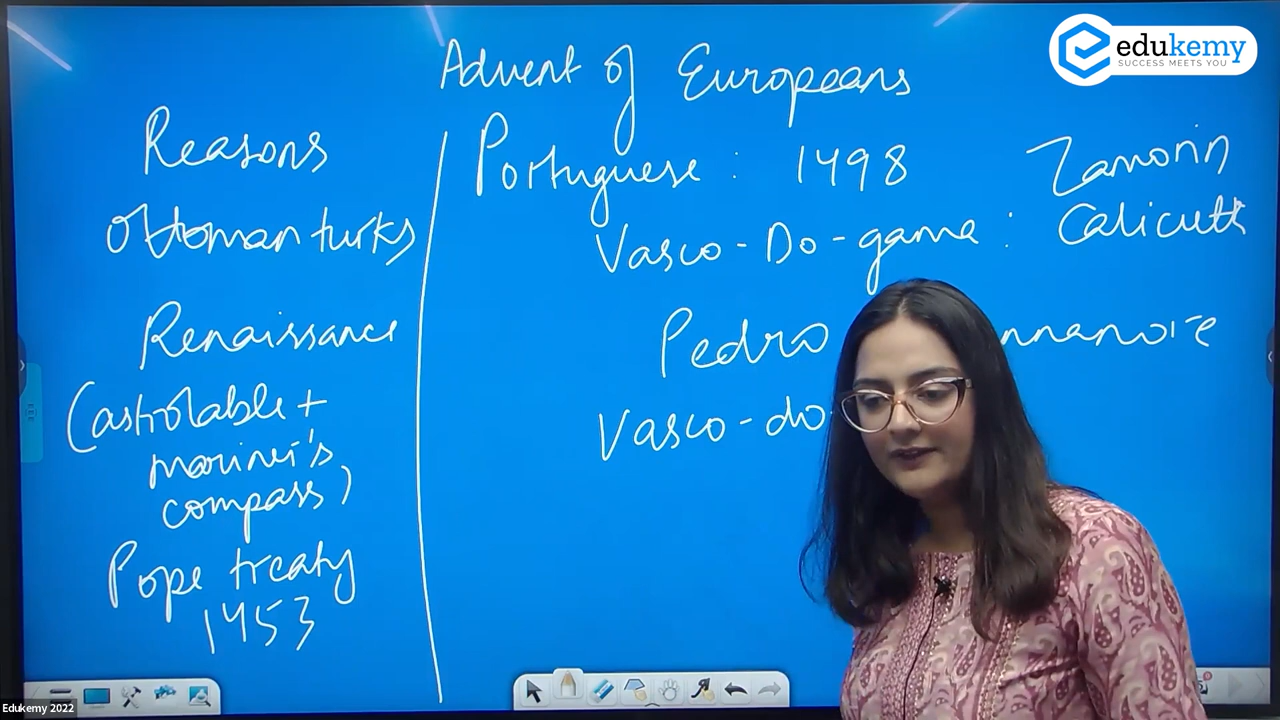 edukemy
SUCCESS MEETS YOU
Advent of Europeans
Reasons
Ottoman turks
Renaissance
(astrolable +
mariner's
compass)
Pope treaty
1453
Portuguese : 1498
Zamorin
Vasco-Do-gama : Calicutt
Pedro
Vasco-do-
Edukemy 2022